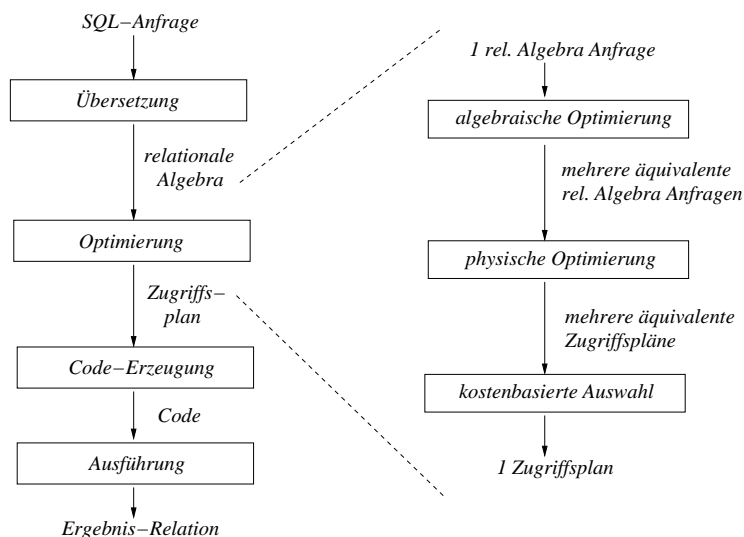 SQL–Anfrage
Übersetzung
relationale
Algebra
Optimierung
Zugriffs–
plan
Code–Erzeugung
Code
Ausführung
Ergebnis–Relation
1 rel. Algebra Anfrage
algebraische Optimierung
mehrere äquivalente
rel. Algebra Anfragen
physische Optimierung
mehrere äquivalente
Zugriffspläne
kostenbasierte Auswahl
1 Zugriffsplan